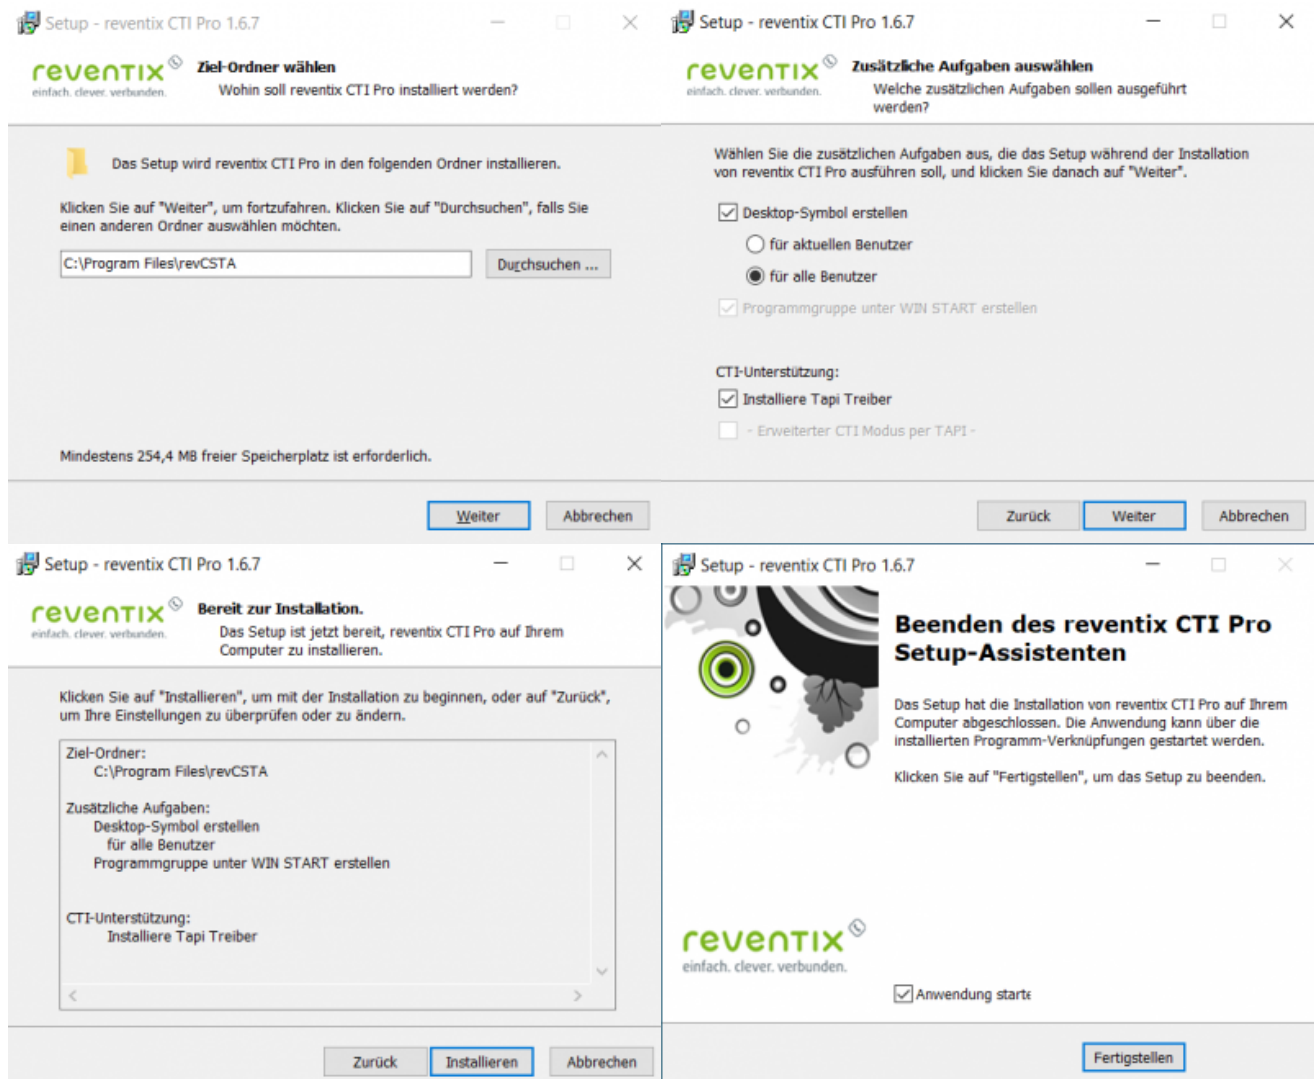 Setup - reventix CTI Pro 1.6.7
reventix
einfach. clever. verbunden.
Ziel-Ordner wählen
Wohin soll reventix CTI Pro installiert werden?
Das Setup wird reventix CTI Pro in den folgenden Ordner installieren.
Klicken Sie auf "Weiter", um fortzufahren. Klicken Sie auf "Durchsuchen", falls Sie
einen anderen Ordner auswählen möchten.
C:\Program Files\revCSTA
Durchsuchen ...
Mindestens 254,4 MB freier Speicherplatz ist erforderlich.
Weiter
Abbrechen
Setup - reventix CTI Pro 1.6.7
reventix
einfach. clever. verbunden.
Zusätzliche Aufgaben auswählen
Welche zusätzlichen Aufgaben sollen ausgeführt
werden?
Wählen Sie die zusätzlichen Aufgaben aus, die das Setup während der Installation
von reventix CTI Pro ausführen soll, und klicken Sie danach auf "Weiter".
Desktop-Symbol erstellen
für aktuellen Benutzer
für alle Benutzer
Programmgruppe unter WIN START erstellen
CTI-Unterstützung:
Installiere Tapi Treiber
- Erweiterter CTI Modus per TAPI -
Zurück
Weiter
Abbrechen
Setup - reventix CTI Pro 1.6.7
reventix
einfach. clever. verbunden.
Bereit zur Installation.
Das Setup ist jetzt bereit, reventix CTI Pro auf Ihrem
Computer zu installieren.
Klicken Sie auf "Installieren", um mit der Installation zu beginnen, oder auf "Zurück",
um Ihre Einstellungen zu überprüfen oder zu ändern.
Ziel-Ordner:
C:\Program Files\revCSTA
Zusätzliche Aufgaben:
Desktop-Symbol erstellen
für alle Benutzer
Programmgruppe unter WIN START erstellen
CTI-Unterstützung:
Installiere Tapi Treiber
Zurück
Installieren
Abbrechen
Setup - reventix CTI Pro 1.6.7
Beenden des reventix CTI Pro
Setup-Assistenten
Das Setup hat die Installation von reventix CTI Pro auf Ihrem
Computer abgeschlossen. Die Anwendung kann über die
installierten Programm-Verknüpfungen gestartet werden.
Klicken Sie auf "Fertigstellen", um das Setup zu beenden.
reventix
einfach. clever. verbunden.
Anwendung starte
Fertigstellen